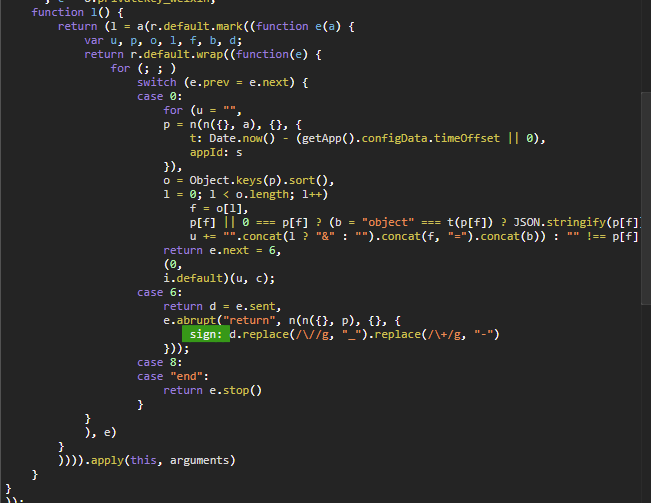 function l() {
return (l = a(r.default.mark((function e(a) {
var u, p, o, l, f, b, d;
return r.default.wrap((function(e) {
for (; ; )
switch (e.prev = e.next) {
case 0:
for (u = "",
p = n(n({}, a), {}, {
t: Date.now() - (getApp().configData.timeOffset || 0),
appId: s
}),
o = Object.keys(p).sort(),
l = 0; l < o.length; l++)
f = o[l],
p[f] || 0 === p[f] ? (b = "object" === t(p[f]) ? JSON.stringify(p[f]
u += "".concat(l ? "&" : "").concat(f, "=").concat(b)) : "" !== p[f]
return e.next = 6,
(0,
i.default)(u, c);
case 6:
return d = e.sent,
e.abrupt("return", n(n({}, p), {}, {
sign: d.replace(/\//g, "_").replace(/\+/g, "-")
}));
case 8:
case "end":
return e.stop()
}
}
), e)
}
)))).apply(this, arguments)
}
}
));